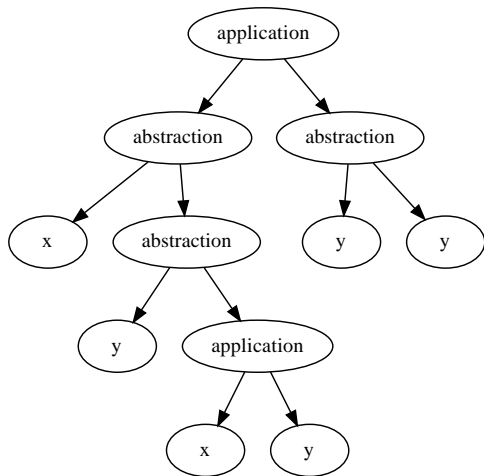 application
abstraction
abstraction
x
abstraction
y
y
y
application
x
y